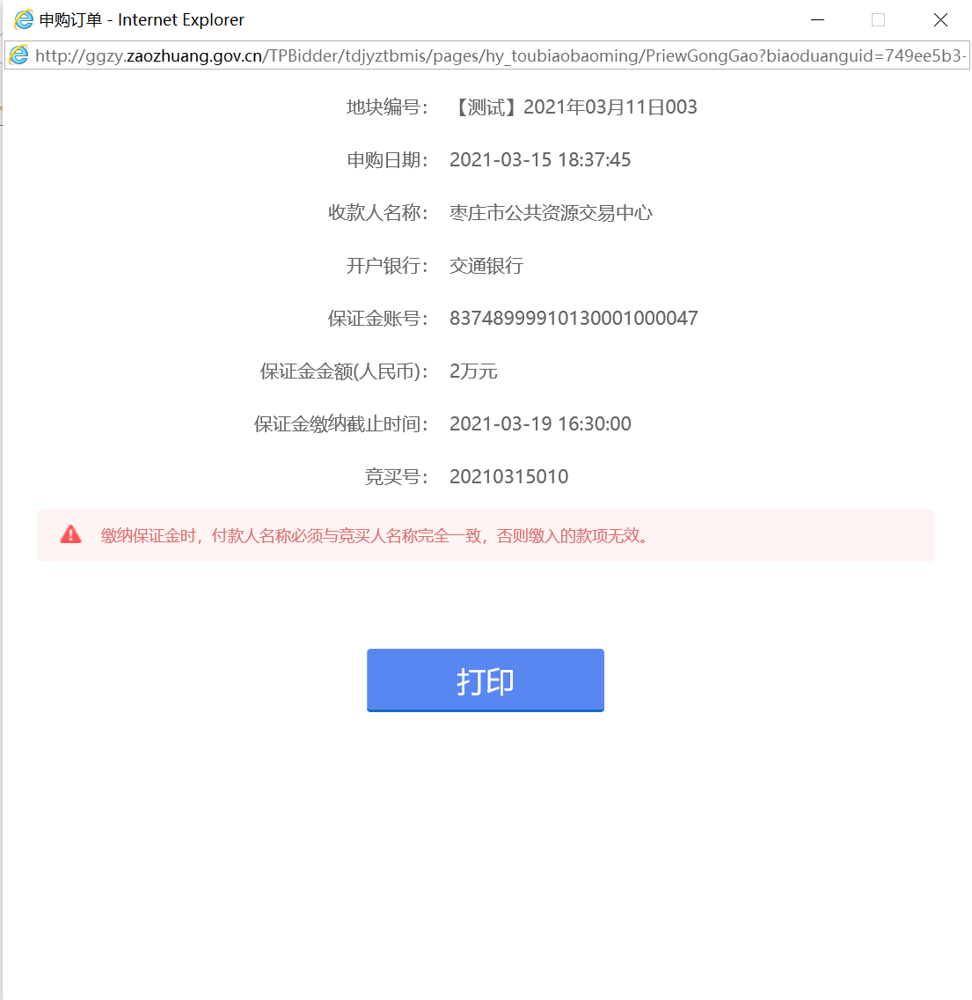 申购订单 - Internet Explorer
http://ggzy.zaozhuang.gov.cn/TPBidder/tdjyztbmis/pages/hy_toubiaobaoming/PriewGongGao?biaoduanguid=749ee5b3-
地块编号： 【测试】2021年03月11日003
申购日期： 2021-03-15 18:37:45
收款人名称： 枣庄市公共资源交易中心
开户银行： 交通银行
保证金账号： 83748999910130001000047
保证金金额(人民币)： 2万元
保证金缴纳截止时间： 2021-03-19 16:30:00
竞买号： 20210315010
缴纳保证金时，付款人名称必须与竞买人名称完全一致，否则缴入的款项无效。
打印